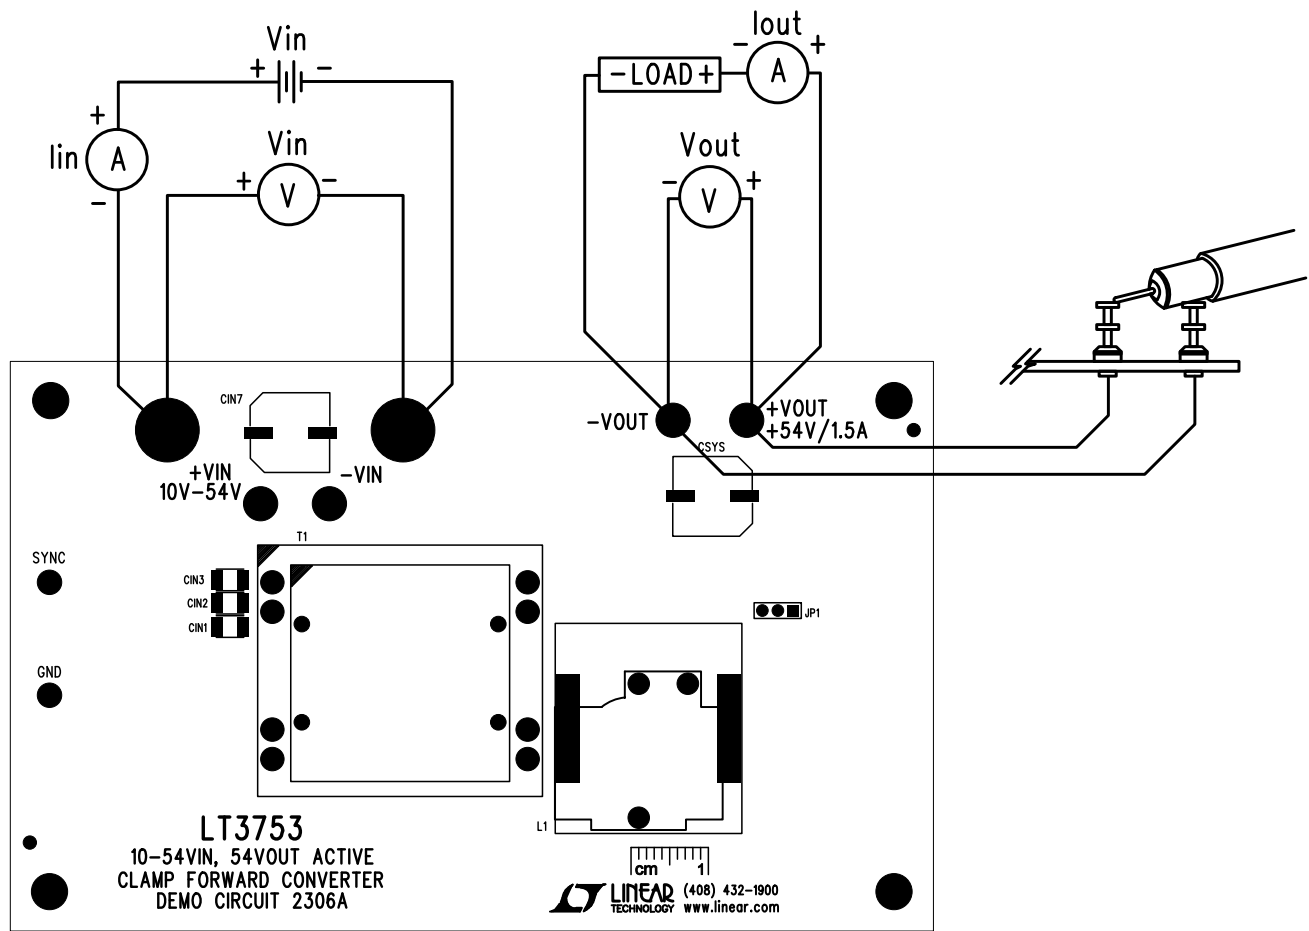 Vin
+ -
+
Iin A
-
Vin
+ -
V
Iout
- +
-LOAD+ A
Vout
- +
V
CIN7
+VIN
10V-54V
-VIN
-VOUT
+VOUT
+54V/1.5A
CSYS
T1
SYNC
CIN3
CIN2
CIN1
JP1
GND
L1
LT3753
10-54VIN, 54VOUT ACTIVE
CLAMP FORWARD CONVERTER
DEMO CIRCUIT 2306A
cm 1
LINEAR (408) 432-1900
TECHNOLOGY www.linear.com